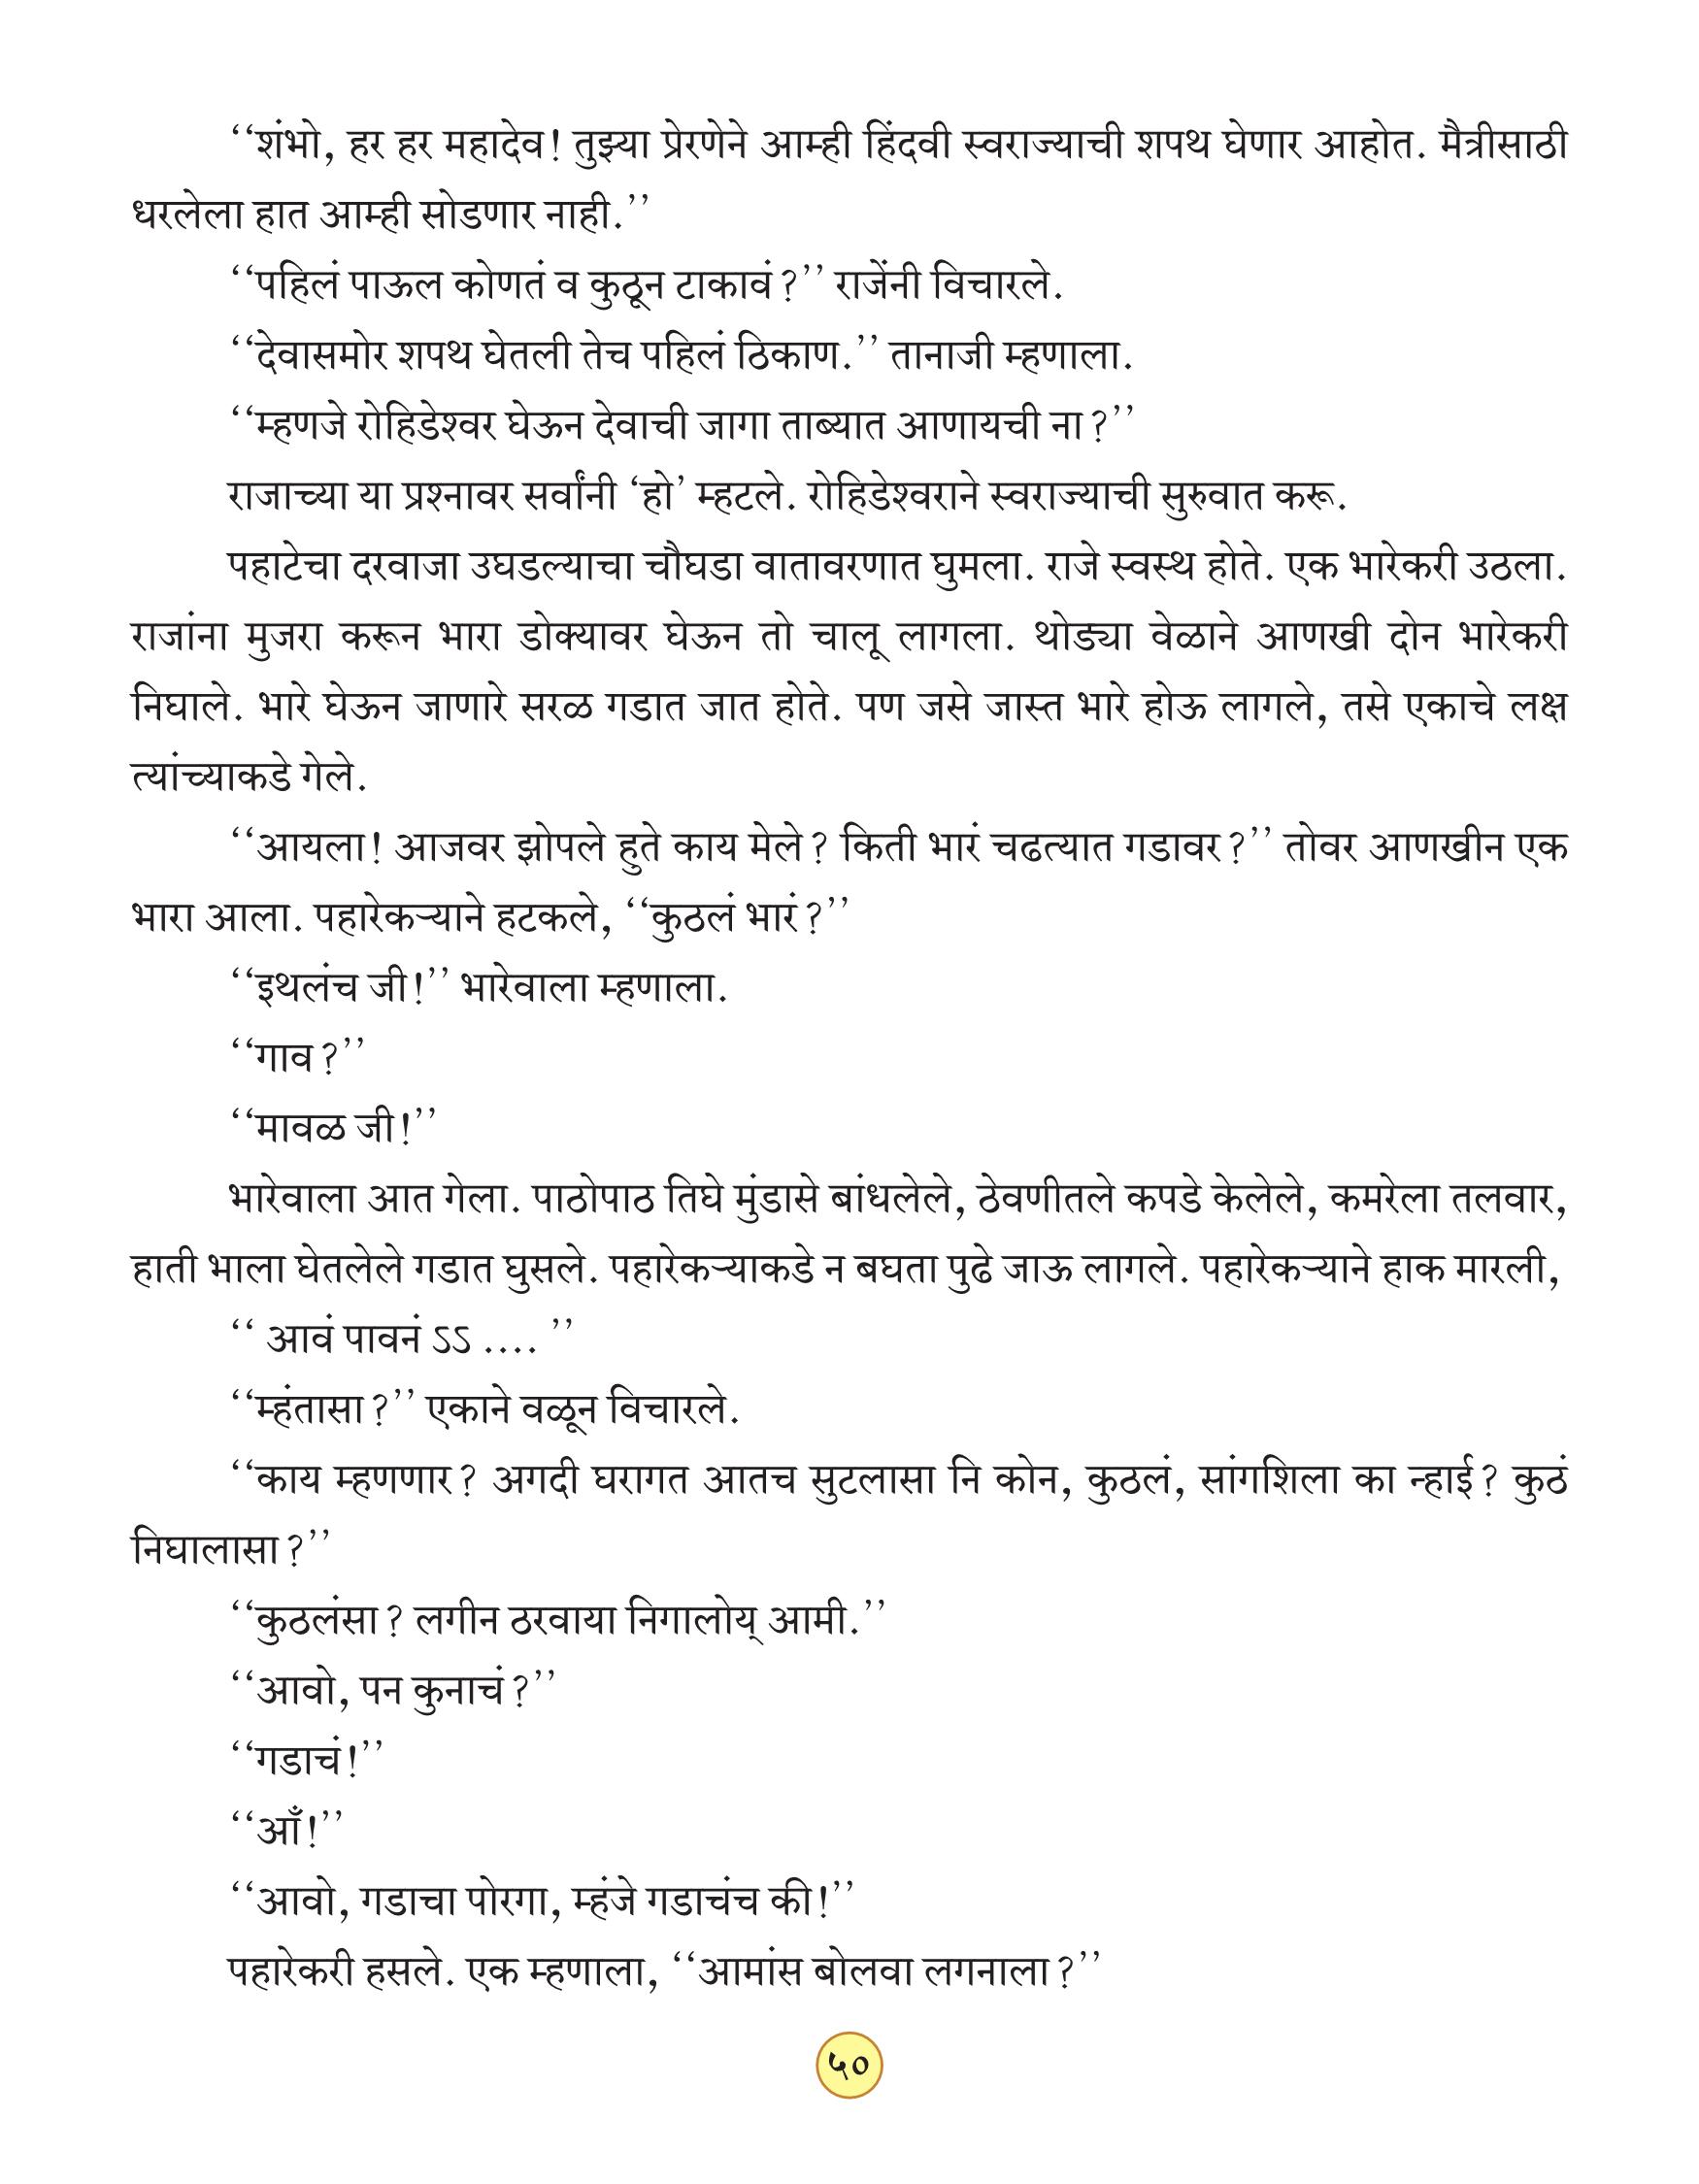 ‘‘शंभो, हर हर महादेव! तुझ्या प्रेरणेने आम्ही हिंदवी स्वराज्याची शपथ घेणार आहोत. मैत्रीसाठी
धरलेला हात आम्ही सोडणार नाही.’’
‘‘पहिलं पाऊल कोणतं व कुठून टाकावं?’’ राजेंनी विचारले.
‘‘देवासमोर शपथ घेतली तेच पहिलं ठिकाण.’’ तानाजी म्हणाला.
‘‘म्हणजे रोहिडेश्वर घेऊन देवाची जागा ताब्यात आणायची ना?’’
राजाच्या या प्रश्नावर सर्वांनी ‘हो’ म्हटले. रोहिडेश्वराने स्वराज्याची सुरुवात करू.
पहाटेचा दरवाजा उघडल्याचा चौघडा वातावरणात घुमला. राजे स्वस्थ होते. एक भारेकरी उठला.
राजांना मुजरा करून भारा डोक्यावर घेऊन तो चालू लागला. थोड्या वेळाने आणखी दोन भारेकरी
निघाले. भारे घेऊन जाणारे सरळ गडात जात होते. पण जसे जास्त भारे होऊ लागले, तसे एकाचे लक्ष
त्यांच्याकडे गेले.
‘‘आयला! आजवर झोपले हुते काय मेले? किती भारं चढत्यात गडावर?’’ तोवर आणखीन एक
भारा आला. पहारेकऱ्याने हटकले, ‘‘कुठलं भारं?’’
‘‘इथलंच जी!’’ भारेवाला म्हणाला.
‘‘गाव?’’
‘‘मावळ जी!’’
भारेवाला आत गेला. पाठोपाठ तिघे मुंडासे बांधलेले, ठेवणीतले कपडे केलेले, कमरेला तलवार,
हाती भाला घेतलेले गडात घुसले. पहारेकऱ्याकडे न बघता पुढे जाऊ लागले. पहारेकऱ्याने हाक मारली,
‘‘ आवं पावनं ऽऽ .... ’’
‘‘म्हंतासा?’’ एकाने वळून विचारले.
‘‘काय म्हणणार? अगदी घरागत आतच सुटलासा नि कोन, कुठलं, सांगशिला का न्हाई? कुठं
निघालासा?’’
‘‘कुठलंसा? लगीन ठरवाया निगालोय् आमी.’’
‘‘आवो, पन कुनाचं?’’
‘‘गडाचं!’’
‘‘आँ!’’
‘‘आवो, गडाचा पोरगा, म्हंजे गडाचंच की!’’
पहारेकरी हसले. एक म्हणाला, ‘‘आमांस बोलवा लगनाला?’’
५०